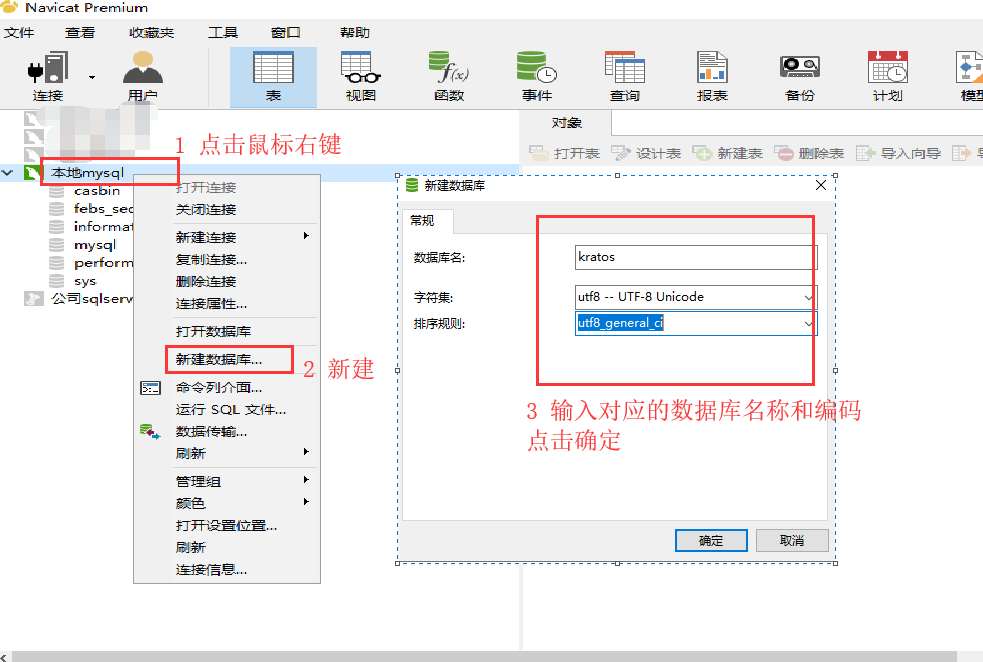 Navicat Premium
文件 查看 收藏夹 工具 窗口 帮助
连接 用户 表 视图 函数 事件 查询 报表 备份 计划 模型
f(x)
对象
打开表 设计表 新建表 删除表 导入向导
1 点击鼠标右键
本地mysql
casbin
febs_sec
informat
mysql
perform
sys
公司sqlserv
打开连接
关闭连接
新建连接
复制连接...
删除连接
连接属性...
打开数据库
新建数据库...
命令列介面...
运行 SQL 文件...
数据传输...
刷新
管理组
颜色
打开设置位置...
刷新
连接信息...
2 新建
新建数据库
常规
数据库名: kratos
字符集: utf8 -- UTF-8 Unicode
排序规则: utf8_general_ci
3 输入对应的数据库名称和编码
点击确定
确定 取消